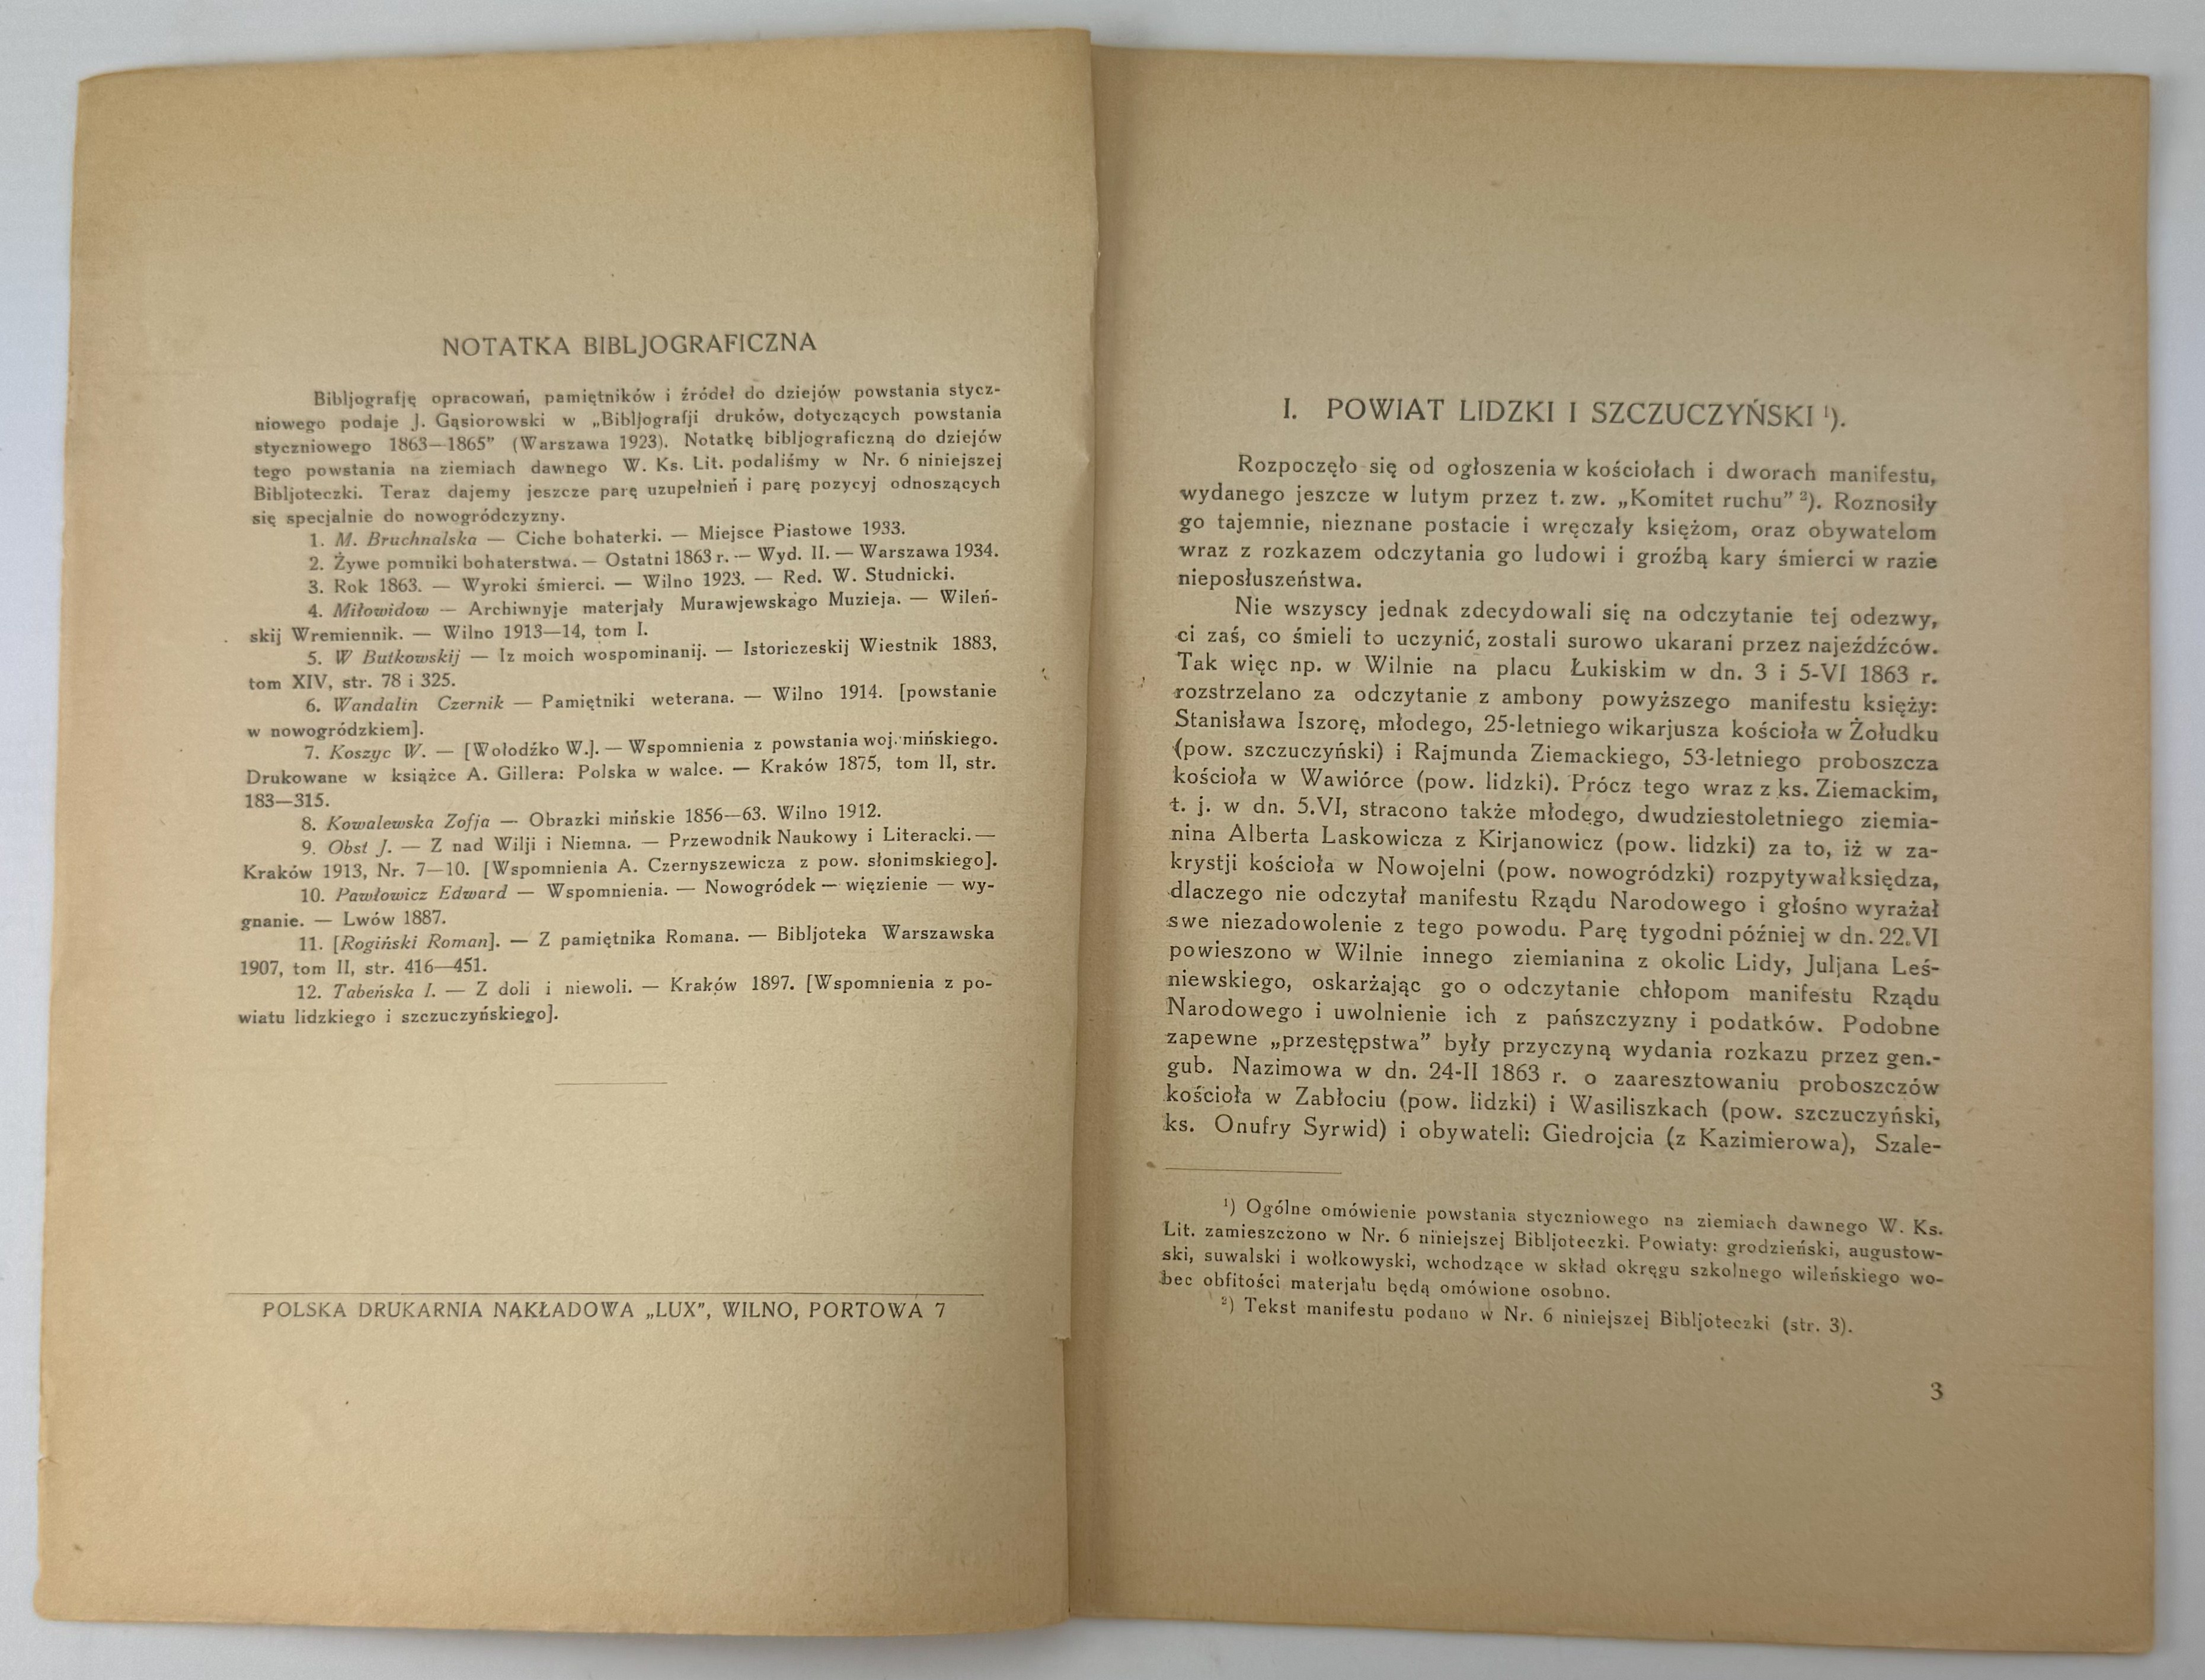 NOTATKA BIBLJOGRAFICZNA
Bibljografję opracowań, pamiętników i źródeł do dziejów powstania stycz-
niowego podaje J. Gąsiorowski w „Bibljografji druków, dotyczących powstania
styczniowego 1863—1865” (Warszawa 1923). Notatkę bibljograficzną do dziejów
tego powstania na ziemiach dawnego W. Ks. Lit. podaliśmy w Nr. 6 niniejszej
Bibljoteczki. Teraz dajemy jeszcze parę uzupełnień i parę pozycyj odnoszących
się specjalnie do nowogródczyzny.
1. M. Bruchnalska — Ciche bohaterki. — Miejsce Piastowe 1933.
2. Żywe pomniki bohaterstwa. — Ostatni 1863 r. — Wyd. II. — Warszawa 1934.
3. Rok 1863. — Wyroki śmierci. — Wilno 1923. — Red. W. Studnicki.
4. Miłowidow — Archiwnyje materjały Murawjewskago Muzieja. — Wileń-
skij Wremiennik. — Wilno 1913—14, tom I.
5. W Butkowskij — Iz moich wospominanij. — Istoriczeskij Wiestnik 1883,
tom XIV, str. 78 i 325.
6. Wandalin Czernik — Pamiętniki weterana. — Wilno 1914. [powstanie
w nowogródzkiem].
7. Koszyc W. — [Wołodźko W.]. — Wspomnienia z powstania woj. mińskiego.
Drukowane w książce A. Gillera: Polska w walce. — Kraków 1875, tom II, str.
183—315.
8. Kowalewska Zofja — Obrazki mińskie 1856—63. Wilno 1912.
9. Obst J. — Z nad Wilji i Niemna. — Przewodnik Naukowy i Literacki. —
Kraków 1913, Nr. 7—10. [Wspomnienia A. Czernyszewicza z pow. słonimskiego].
10. Pawłowicz Edward — Wspomnienia. — Nowogródek — więzienie — wy-
gnanie. — Lwów 1887.
11. [Rogiński Roman]. — Z pamiętnika Romana. — Bibljoteka Warszawska
1907, tom II, str. 416—451.
12. Tabeńska I. — Z doli i niewoli. — Kraków 1897. [Wspomnienia z po-
wiatu lidzkiego i szczuczyńskiego].
POLSKA DRUKARNIA NAKŁADOWA „LUX”, WILNO, PORTOWA 7
I. POWIAT LIDZKI I SZCZUCZYŃSKI ¹).
Rozpoczęło się od ogłoszenia w kościołach i dworach manifestu,
wydanego jeszcze w lutym przez t. zw. „Komitet ruchu” ²). Roznosiły
go tajemnie, nieznane postacie i wręczały księżom, oraz obywatelom
wraz z rozkazem odczytania go ludowi i groźbą kary śmierci w razie
nieposłuszeństwa.
Nie wszyscy jednak zdecydowali się na odczytanie tej odezwy,
ci zaś, co śmieli to uczynić, zostali surowo ukarani przez najeźdźców.
Tak więc np. w Wilnie na placu Łukiskim w dn. 3 i 5-VI 1863 r.
rozstrzelano za odczytanie z ambony powyższego manifestu księży:
Stanisława Iszorę, młodego, 25-letniego wikarjusza kościoła w Żołudku
(pow. szczuczyński) i Rajmunda Ziemackiego, 53-letniego proboszcza
kościoła w Wawiórce (pow. lidzki). Prócz tego wraz z ks. Ziemackim,
t. j. w dn. 5.VI, stracono także młodego, dwudziestoletniego ziemia-
nina Alberta Laskowicza z Kirjanowicz (pow. lidzki) za to, iż w za-
krystji kościoła w Nowojelni (pow. nowogródzki) rozpytywał księdza,
dlaczego nie odczytał manifestu Rządu Narodowego i głośno wyrażał
swe niezadowolenie z tego powodu. Parę tygodni później w dn. 22.VI
powieszono w Wilnie innego ziemianina z okolic Lidy, Juljana Leś-
niewskiego, oskarżając go o odczytanie chłopom manifestu Rządu
Narodowego i uwolnienie ich z pańszczyzny i podatków. Podobne
zapewne „przestępstwa” były przyczyną wydania rozkazu przez gen.-
gub. Nazimowa w dn. 24-II 1863 r. o zaaresztowaniu proboszczów
kościoła w Zabłociu (pow. lidzki) i Wasiliszkach (pow. szczuczyński,
ks. Onufry Syrwid) i obywateli: Giedrojcia (z Kazimierowa), Szale-
¹) Ogólne omówienie powstania styczniowego na ziemiach dawnego W. Ks.
Lit. zamieszczono w Nr. 6 niniejszej Bibljoteczki. Powiaty: grodzieński, augustow-
ski, suwalski i wołkowyski, wchodzące w skład okręgu szkolnego wileńskiego wo-
bec obfitości materjału będą omówione osobno.
²) Tekst manifestu podano w Nr. 6 niniejszej Bibljoteczki (str. 3).
3